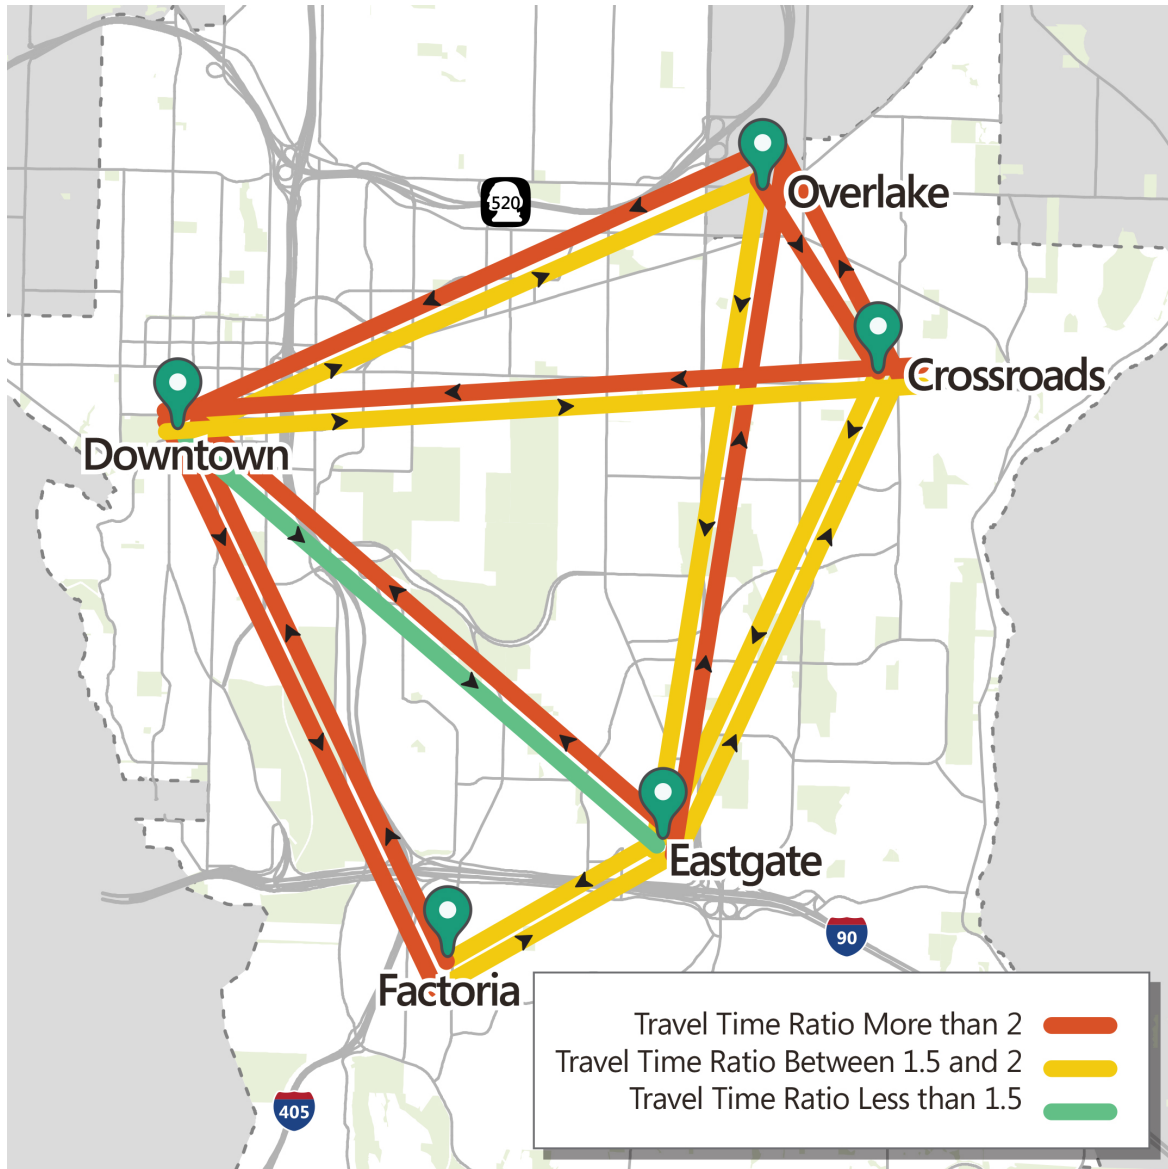 520
Overlake
Crossroads
Downtown
Eastgate
90
Factoria
Travel Time Ratio More than 2
Travel Time Ratio Between 1.5 and 2
Travel Time Ratio Less than 1.5
405